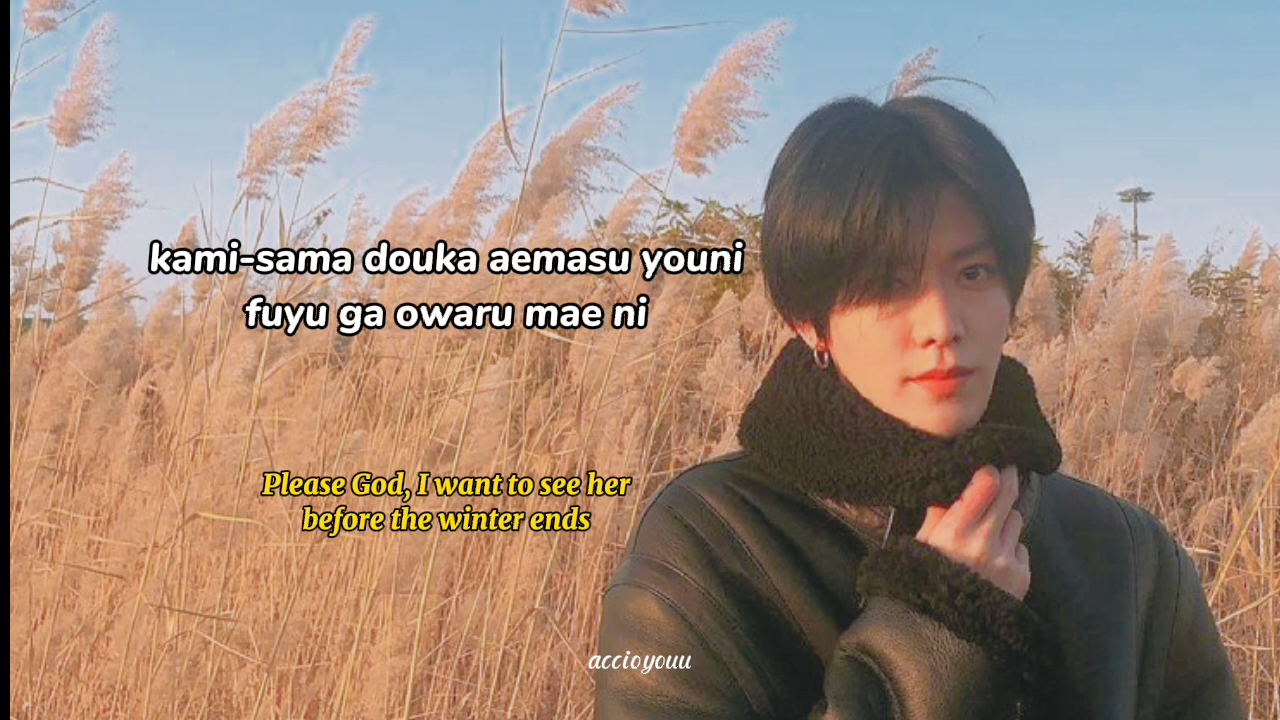 kami-sama douka aemasu youni
fuyu ga owaru mae ni
Please God, I want to see her
before the winter ends
accioyouu